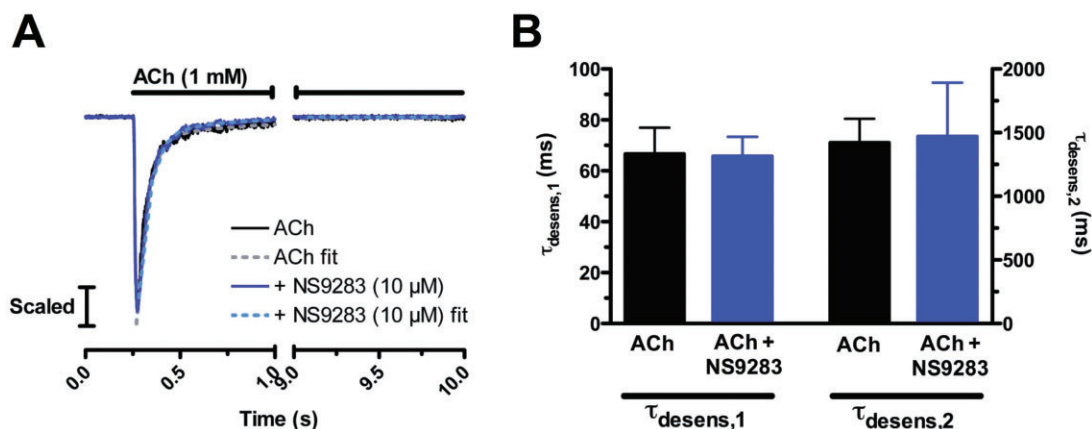 A
ACh (1 mM)
ACh
ACh fit
+ NS9283 (10 µM)
+ NS9283 (10 µM) fit
Scaled
0.0
0.5
1.0
9.0
9.5
10.0
Time (s)
B
100
80
60
40
20
0
τdesens,1 (ms)
2000
1500
1000
500
0
τdesens,2 (ms)
ACh
ACh +
NS9283
ACh
ACh +
NS9283
τdesens,1
τdesens,2